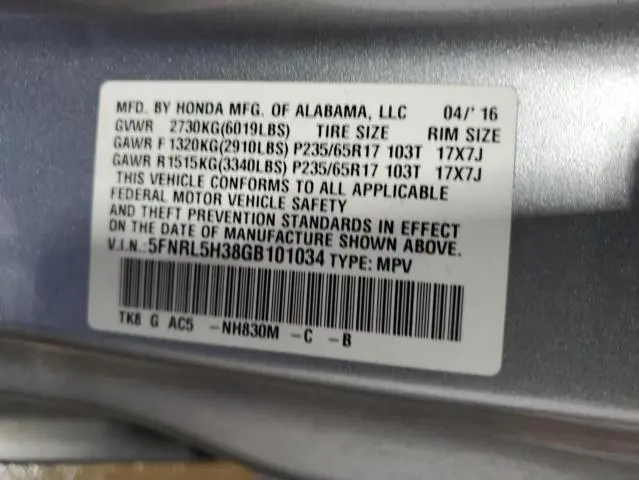 MFD. BY HONDA MFG. OF ALABAMA, LLC 04/' 16
GVWR 2730KG(6019LBS) TIRE SIZE RIM SIZE
GAWR F 1320KG(2910LBS) P235/65R17 103T 17X7J
GAWR R1515KG(3340LBS) P235/65R17 103T 17X7J
THIS VEHICLE CONFORMS TO ALL APPLICABLE
FEDERAL MOTOR VEHICLE SAFETY
AND THEFT PREVENTION STANDARDS IN EFFECT
ON THE DATE OF MANUFACTURE SHOWN ABOVE.
V.I.N.:5FNRL5H38GB101034 TYPE: MPV
TK8 G AC5 -NH830M -C -B